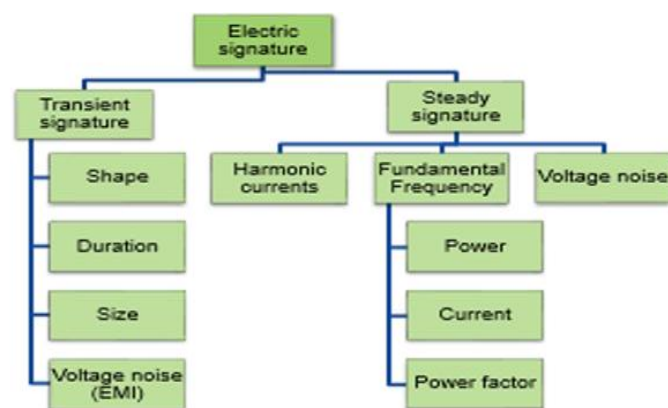 Electric
signature
Transient
signature
Steady
signature
Shape
Duration
Size
Voltage noise
(EMI)
Harmonic
currents
Fundamental
Frequency
Voltage noise
Power
Current
Power factor